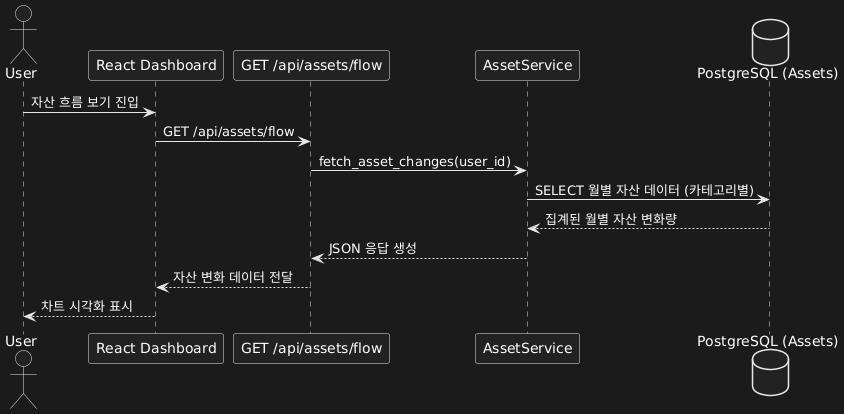 User
React Dashboard
GET /api/assets/flow
AssetService
PostgreSQL (Assets)
자산 흐름 보기 진입
GET /api/assets/flow
fetch_asset_changes(user_id)
SELECT 월별 자산 데이터 (카테고리별)
집계된 월별 자산 변화량
JSON 응답 생성
자산 변화 데이터 전달
차트 시각화 표시
User
React Dashboard
GET /api/assets/flow
AssetService
PostgreSQL (Assets)